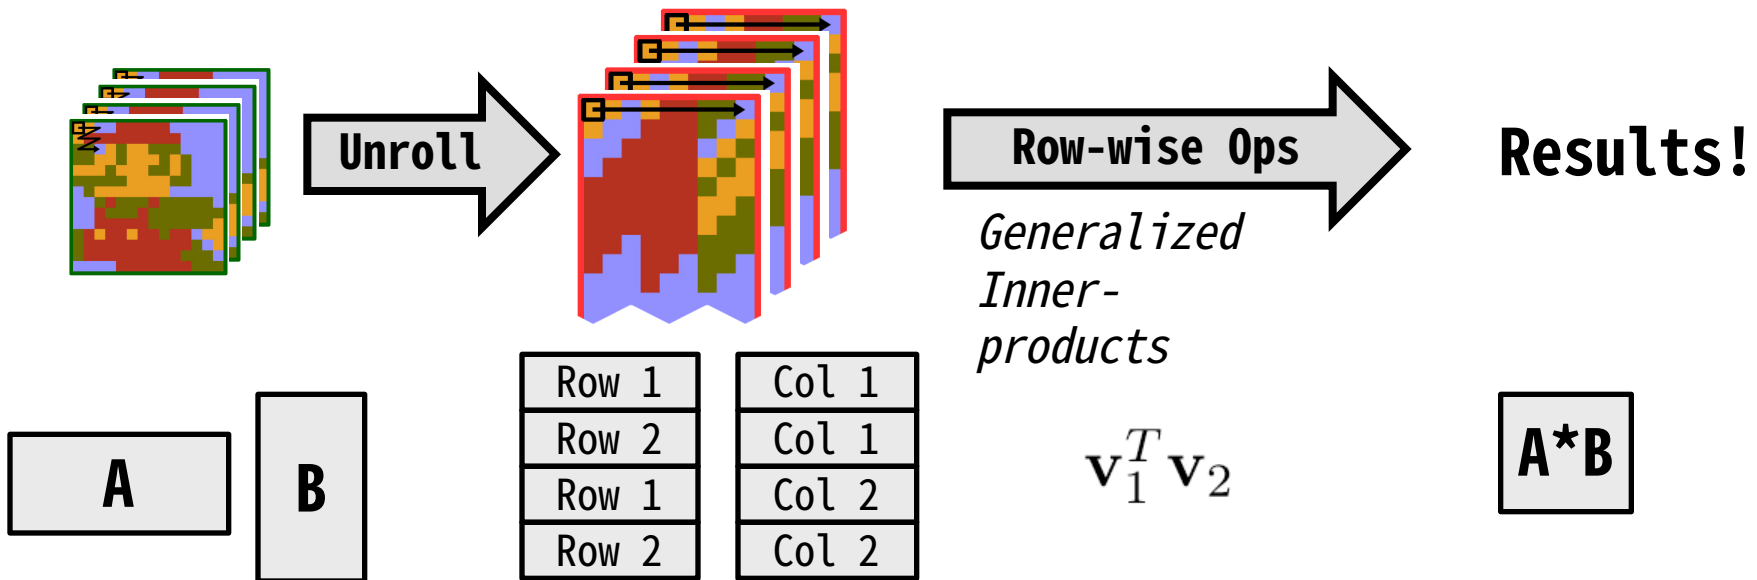 Unroll
Row-wise Ops
Results!
Generalized
Inner-
products
A
B
Row 1
Row 2
Row 1
Row 2
Col 1
Col 1
Col 2
Col 2
v₁ᵀv₂
A*B